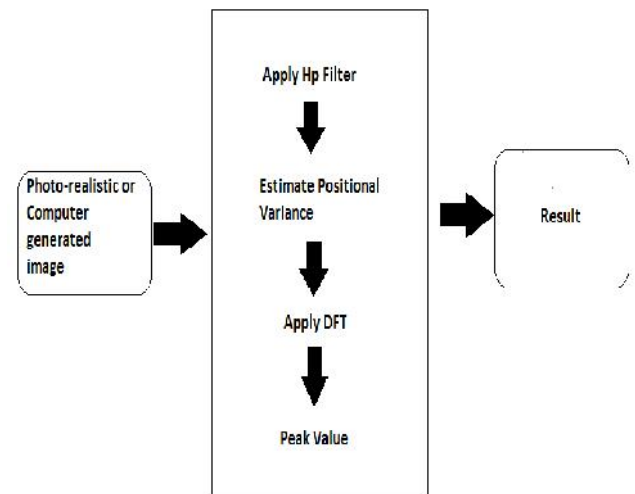 Photo-realistic or
Computer
generated
image
Apply Hp Filter
Estimate Positional
Variance
Apply DFT
Peak Value
Result